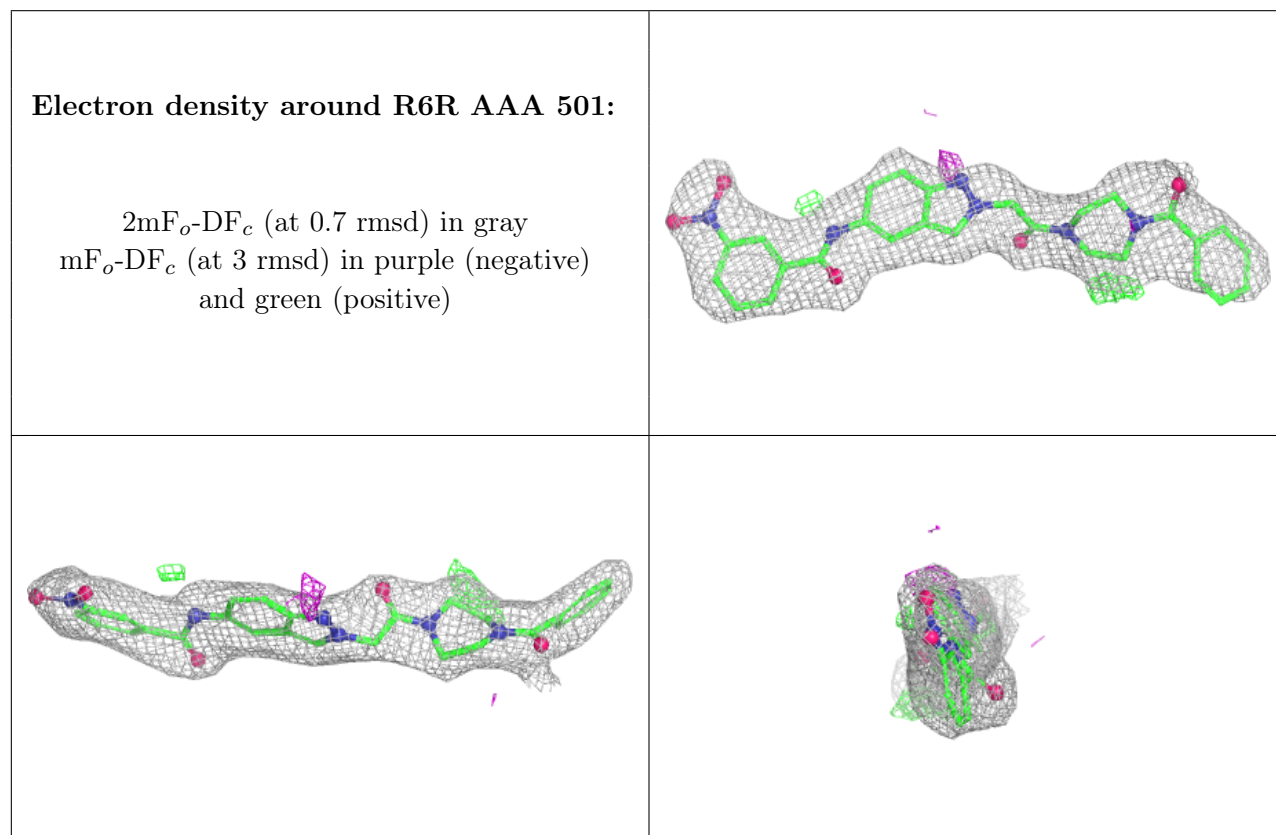 Electron density around R6R AAA 501:
2mFₒ-DF𝒸 (at 0.7 rmsd) in gray
mFₒ-DF𝒸 (at 3 rmsd) in purple (negative)
and green (positive)